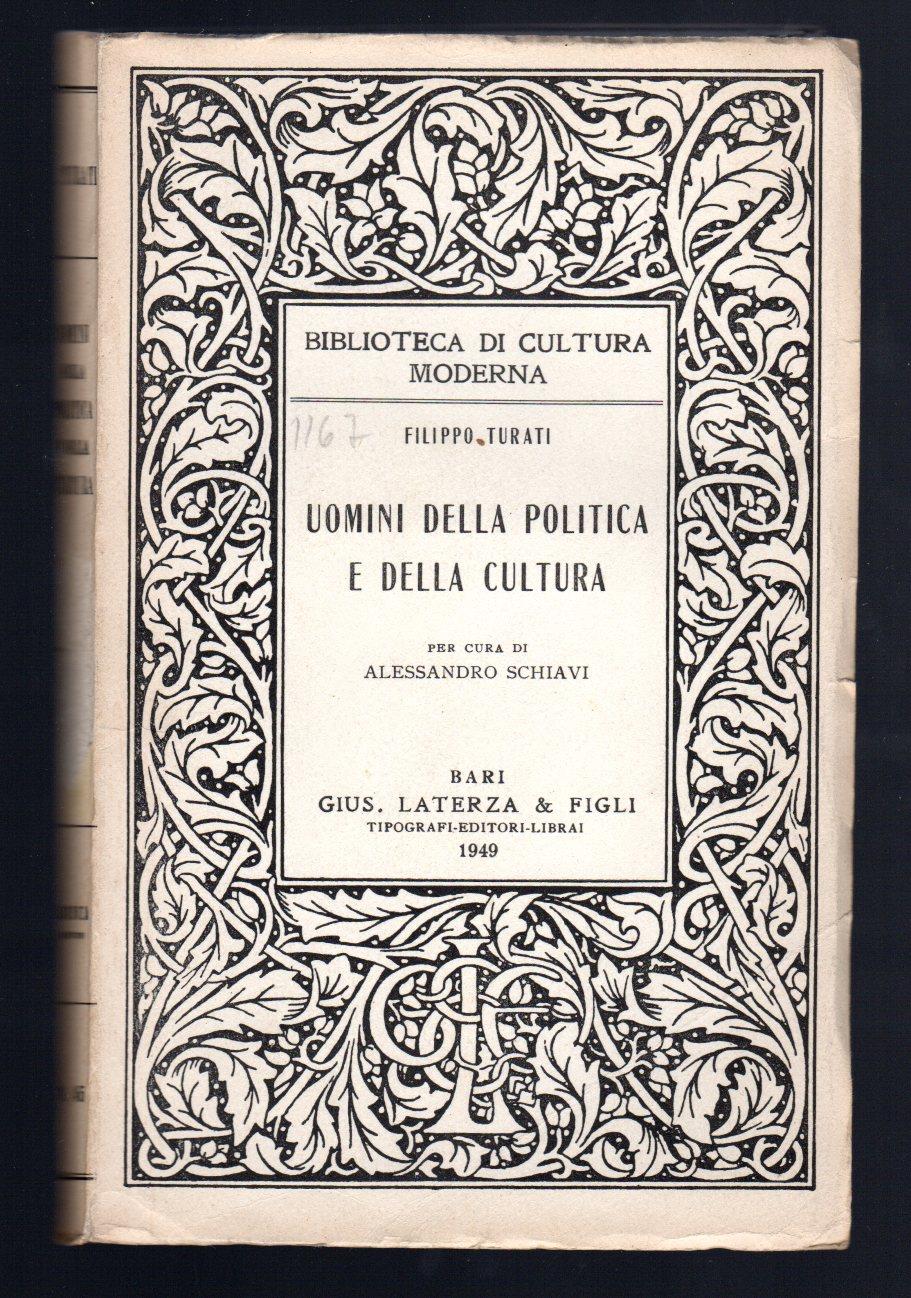 BIBLIOTECA DI CULTURA
MODERNA
1167
FILIPPO TURATI
UOMINI DELLA POLITICA
E DELLA CULTURA
PER CURA DI
ALESSANDRO SCHIAVI
BARI
GIUS. LATERZA & FIGLI
TIPOGRAFI-EDITORI-LIBRAI
1949